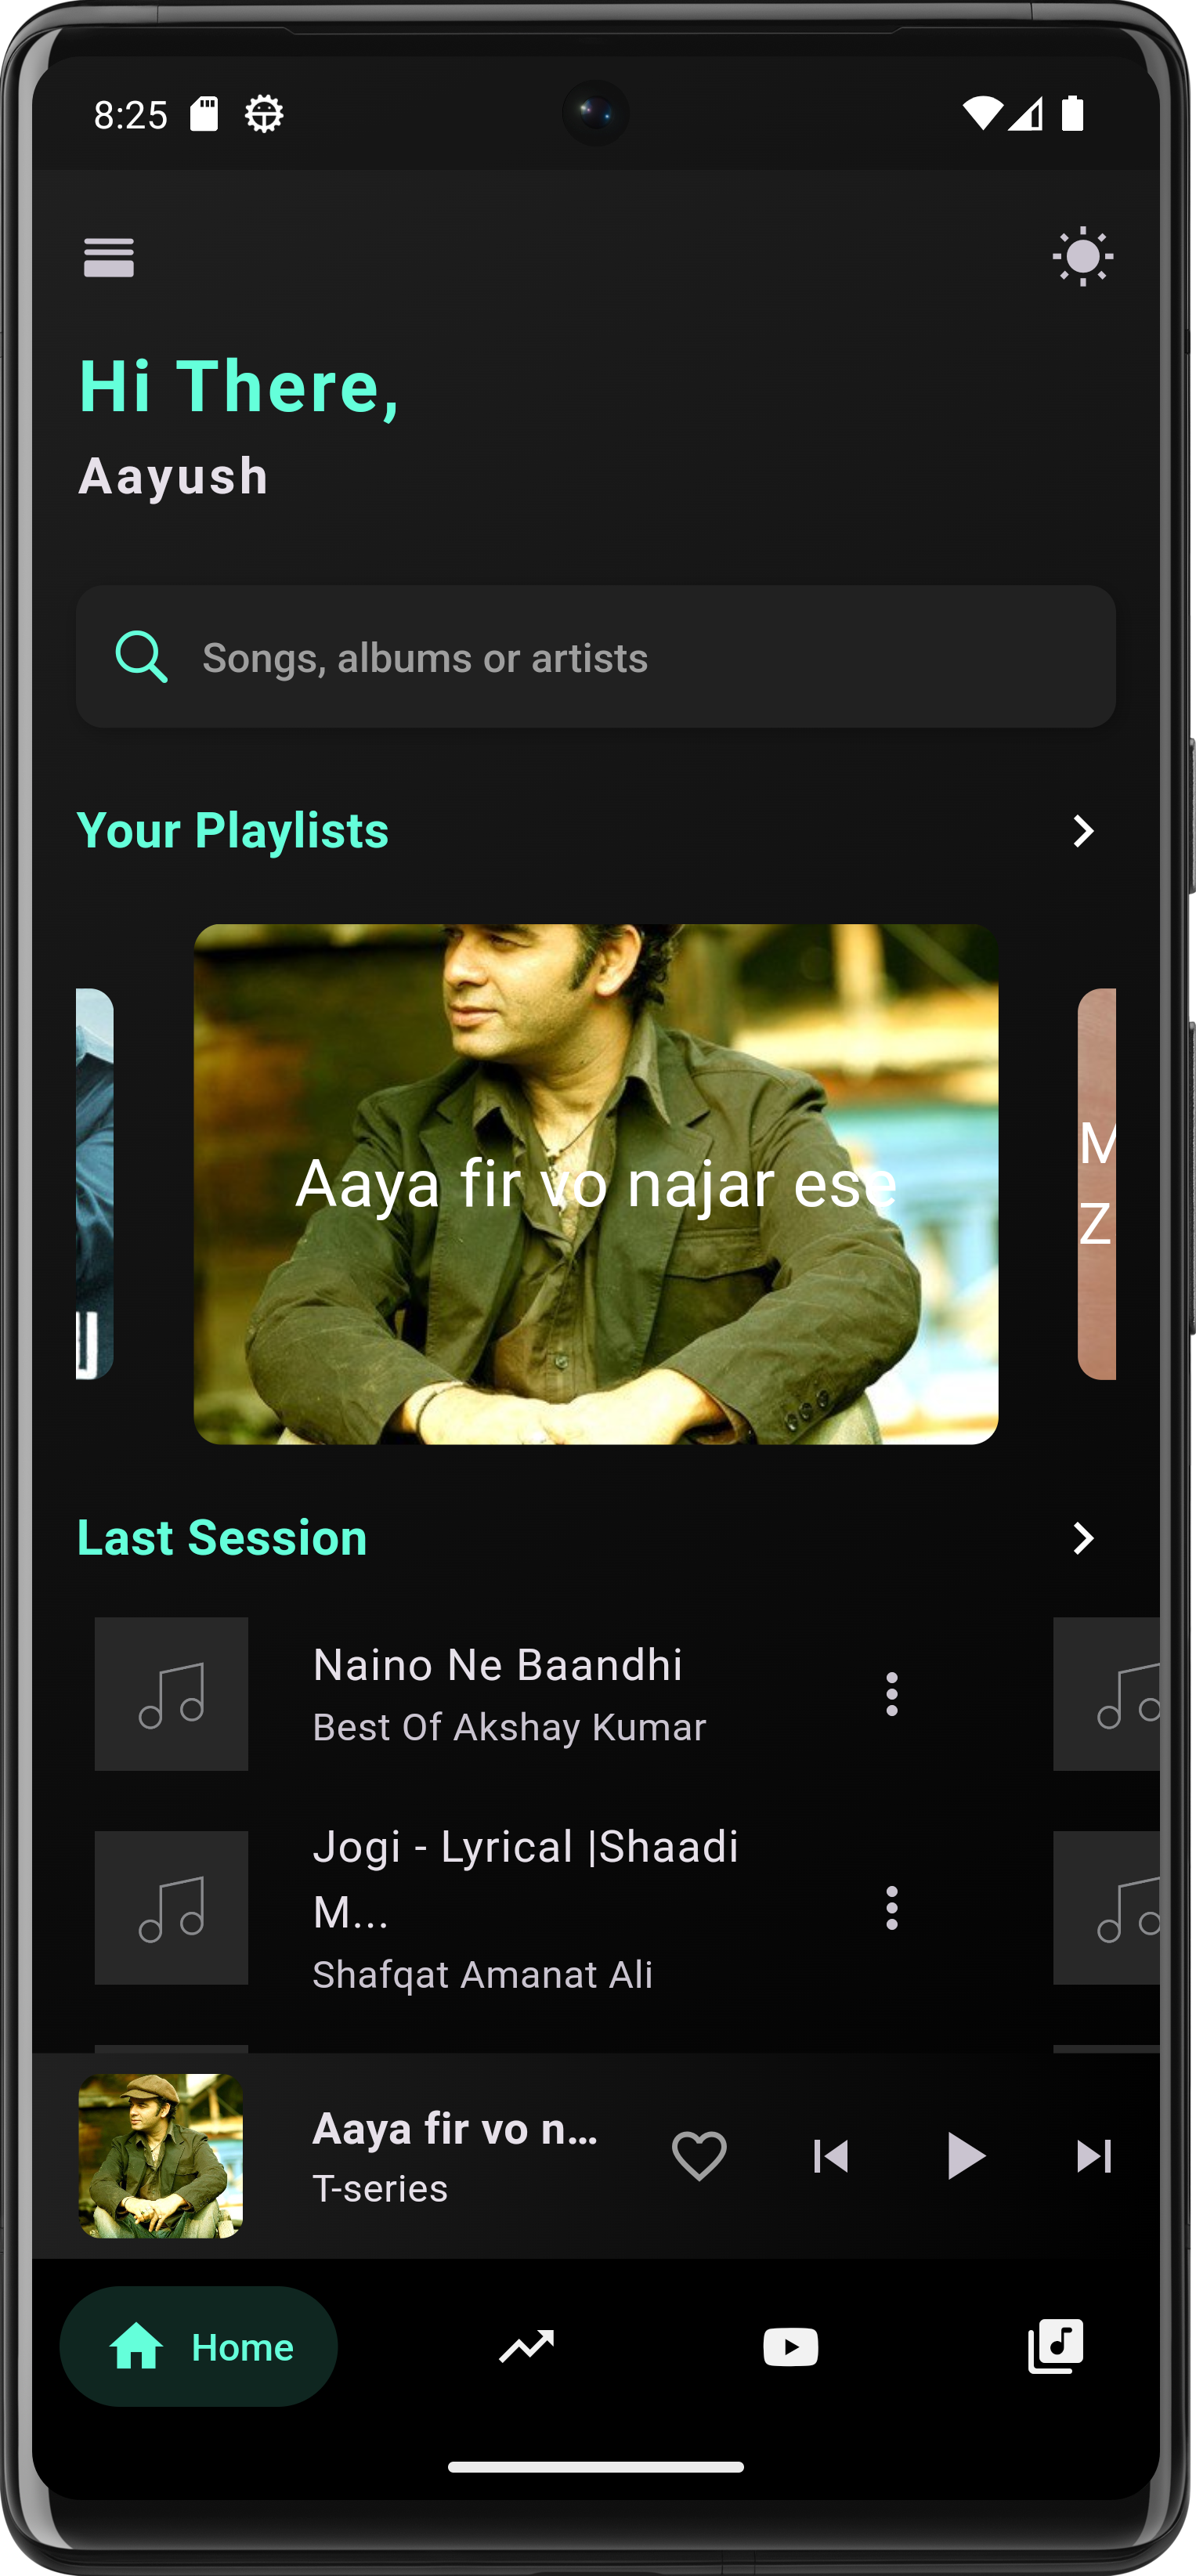 8:25
Hi There,
Aayush
Songs, albums or artists
Your Playlists
Aaya fir vo najar ese
M
Z
Last Session
Naino Ne Baandhi
Best Of Akshay Kumar
Jogi - Lyrical |Shaadi
M...
Shafqat Amanat Ali
Aaya fir vo n...
T-series
Home